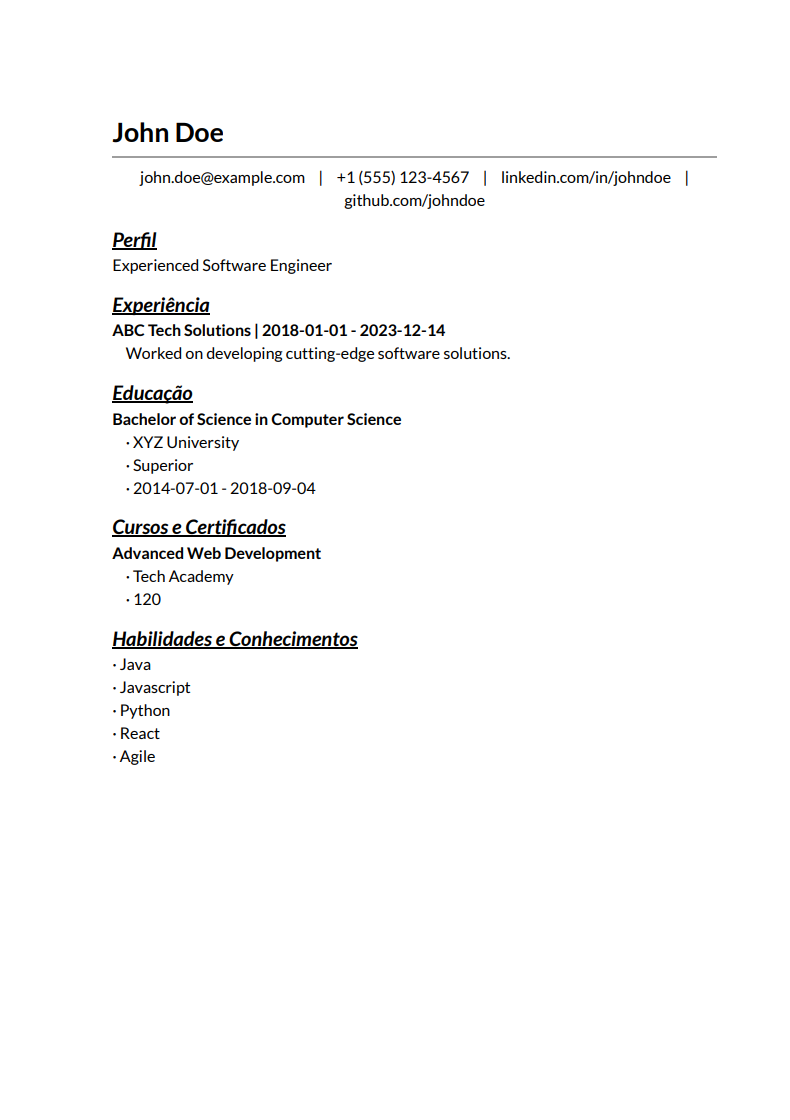 John Doe
john.doe@example.com | +1 (555) 123-4567 | linkedin.com/in/johndoe |
github.com/johndoe
Perfil
Experienced Software Engineer
Experiência
ABC Tech Solutions | 2018-01-01 - 2023-12-14
Worked on developing cutting-edge software solutions.
Educação
Bachelor of Science in Computer Science
· XYZ University
· Superior
· 2014-07-01 - 2018-09-04
Cursos e Certificados
Advanced Web Development
· Tech Academy
· 120
Habilidades e Conhecimentos
· Java
· Javascript
· Python
· React
· Agile